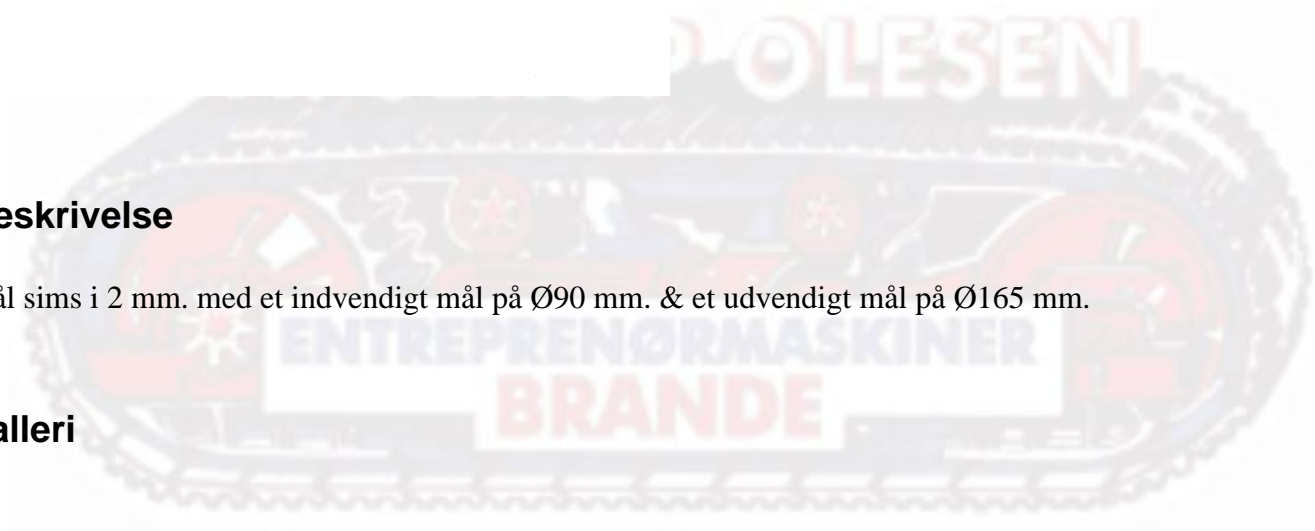 P OLESEN
eskrivelse
ål sims i 2 mm. med et indvendigt mål på Ø90 mm. & et udvendigt mål på Ø165 mm.
ENTREPRENØRMASKINER
BRANDE
alleri